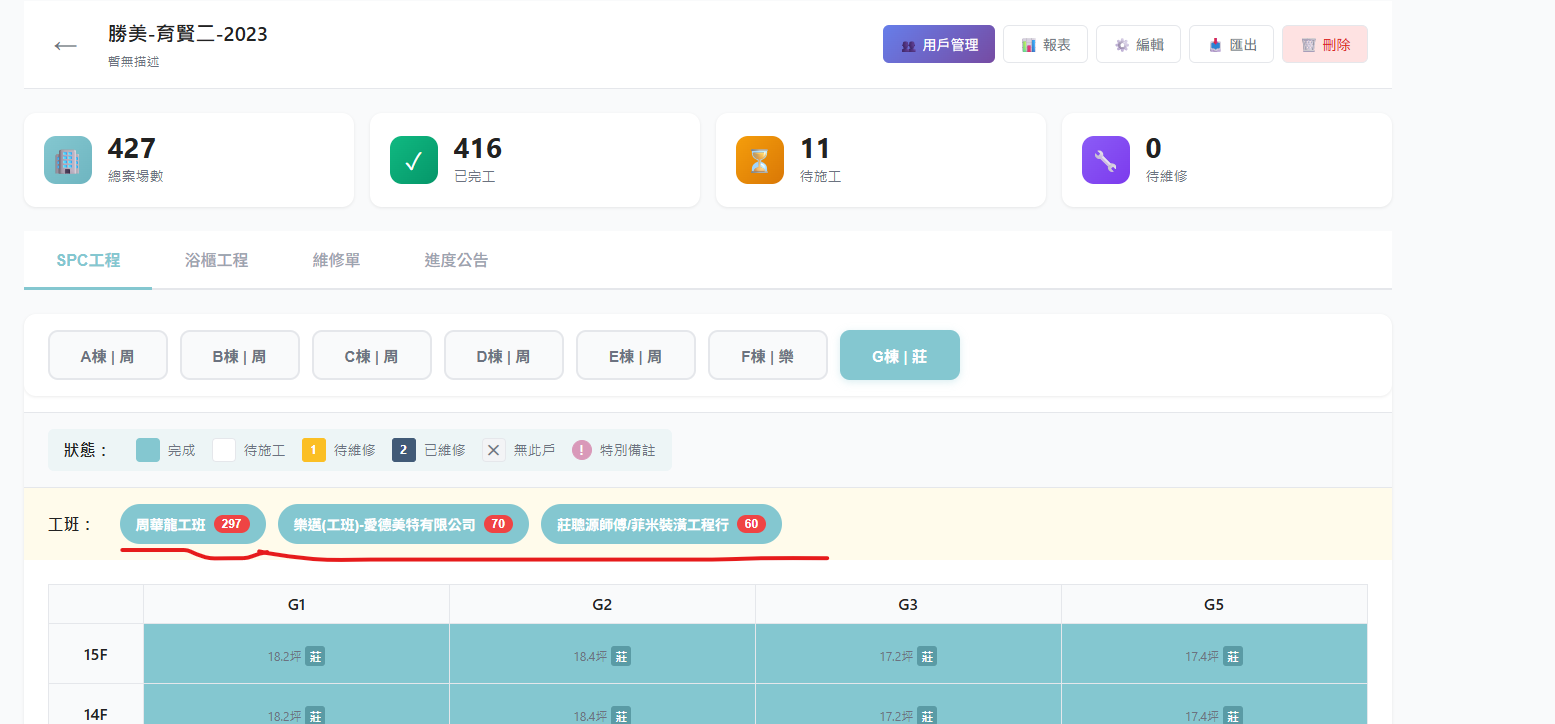 ←
勝美-育賢二-2023
暫無描述
用戶管理
報表
編輯
匯出
刪除
427
總案場數
✓
416
已完工
11
待施工
0
待維修
SPC工程
浴櫃工程
維修單
進度公告
A棟 | 周
B棟 | 周
C棟 | 周
D棟 | 周
E棟 | 周
F棟 | 樂
G棟 | 莊
狀態：
完成
待施工
1 待維修
2 已維修
✕ 無此戶
! 特別備註
工班：
周華龍工班 297
樂邁(工班)-愛德美特有限公司 70
莊聰源師傅/菲米裝潢工程行 60
G1 G2 G3 G5
15F 18.2坪 莊 18.4坪 莊 17.2坪 莊 17.4坪 莊
14F 18.2坪 莊 18.4坪 莊 17.2坪 莊 17.4坪 莊